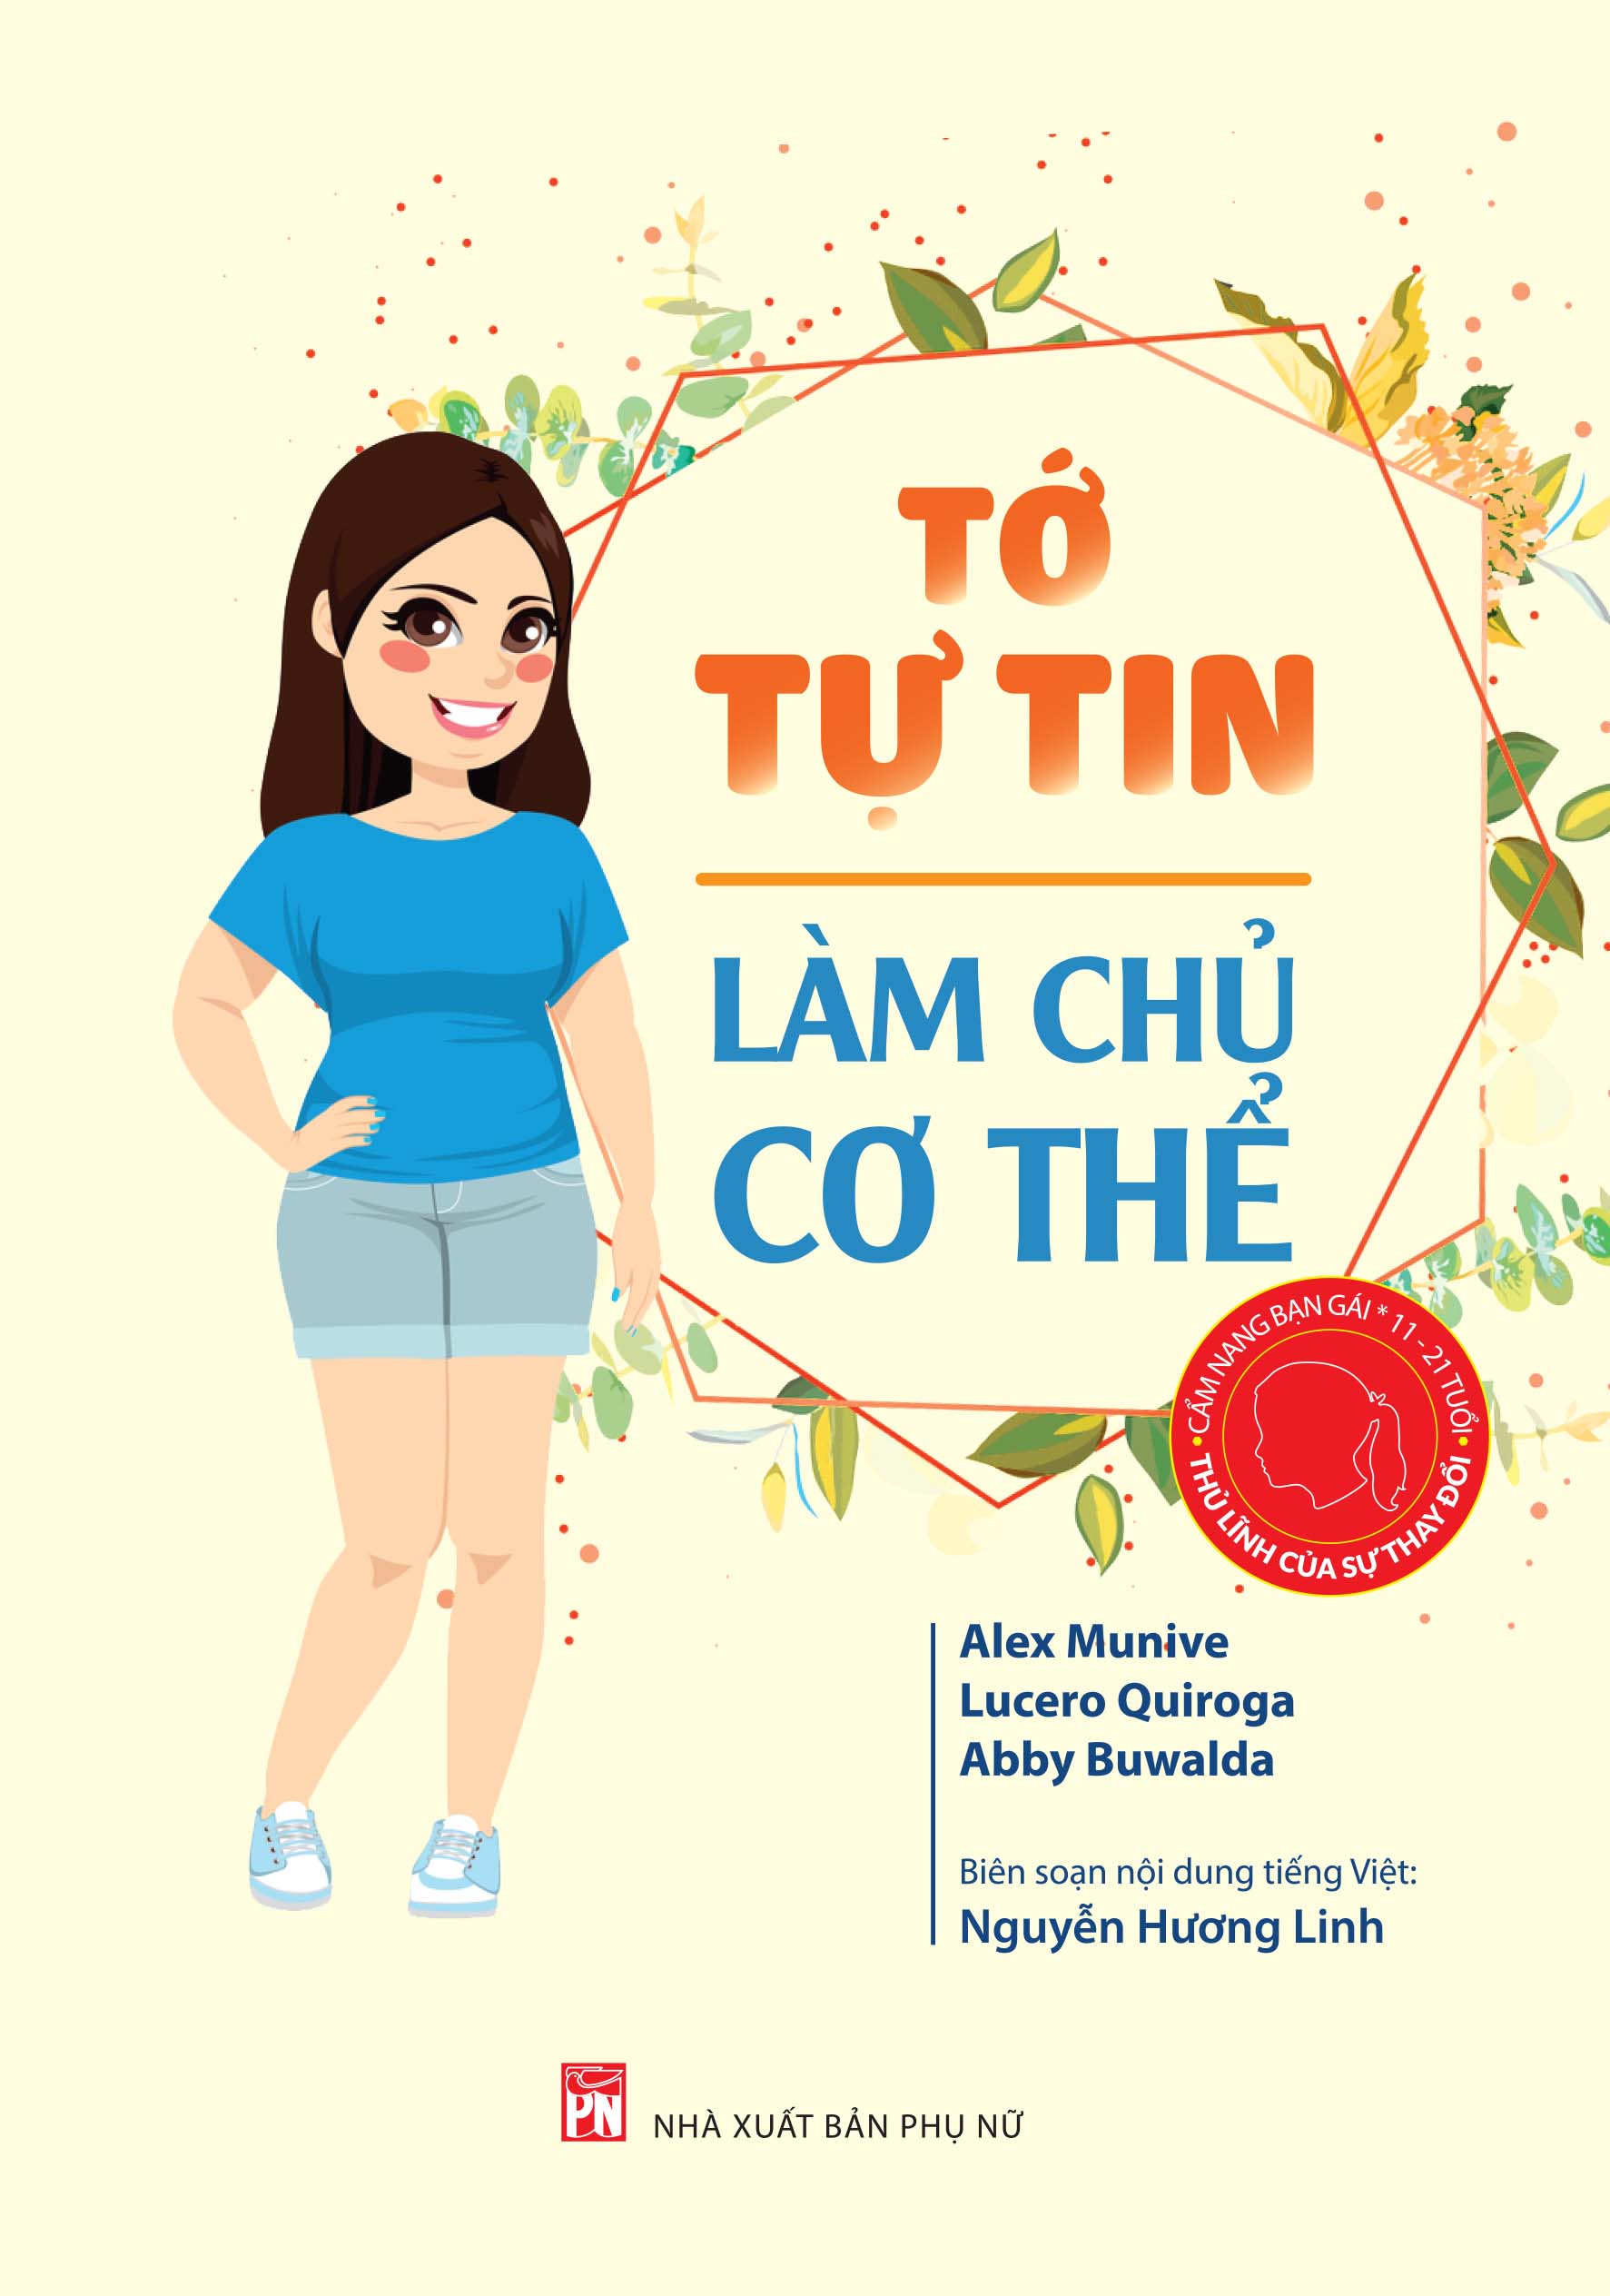 TỚ
TỰ TIN
LÀM CHỦ
CƠ THỂ
CẨM NANG BẠN GÁI * 11 - 21 TUỔI
THỦ LĨNH CỦA SỰ THAY ĐỔI
Alex Munive
Lucero Quiroga
Abby Buwalda
Biên soạn nội dung tiếng Việt:
Nguyễn Hương Linh
PN
NHÀ XUẤT BẢN PHỤ NỮ